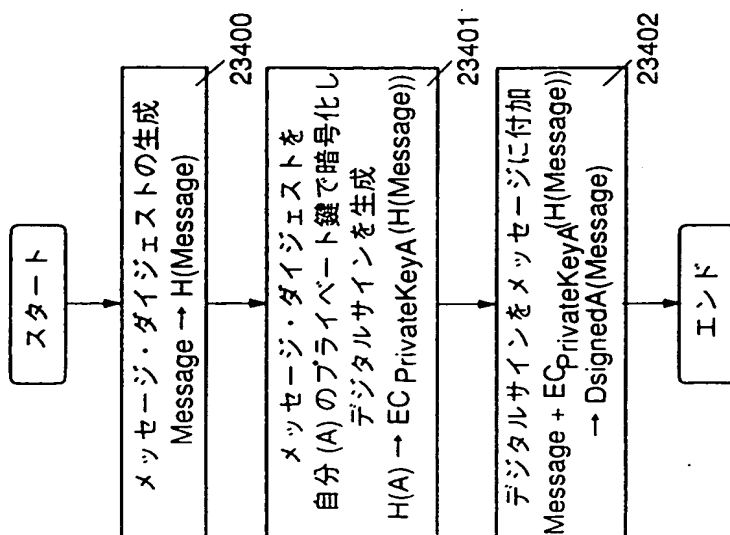 スタート
メッセージ・ダイジェストの生成
Message → H(Message)
23400
メッセージ・ダイジェストを
自分(A)のプライベート鍵で暗号化し
デジタルサインを生成
H(A) → EC PrivateKeyA (H(Message))
23401
デジタルサインをメッセージに付加
Message + EC PrivateKeyA (H(Message))
→ DsignedA(Message)
23402
エンド